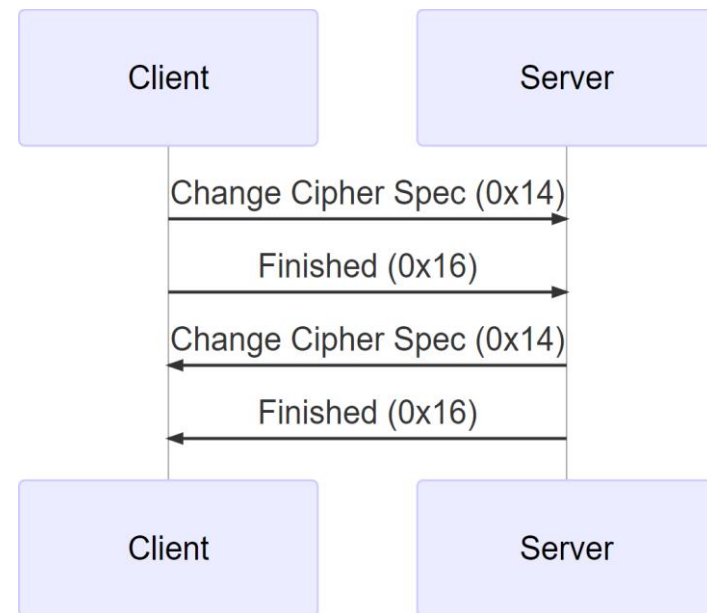 Client
Server
Change Cipher Spec (0x14)
Finished (0x16)
Change Cipher Spec (0x14)
Finished (0x16)
Client
Server